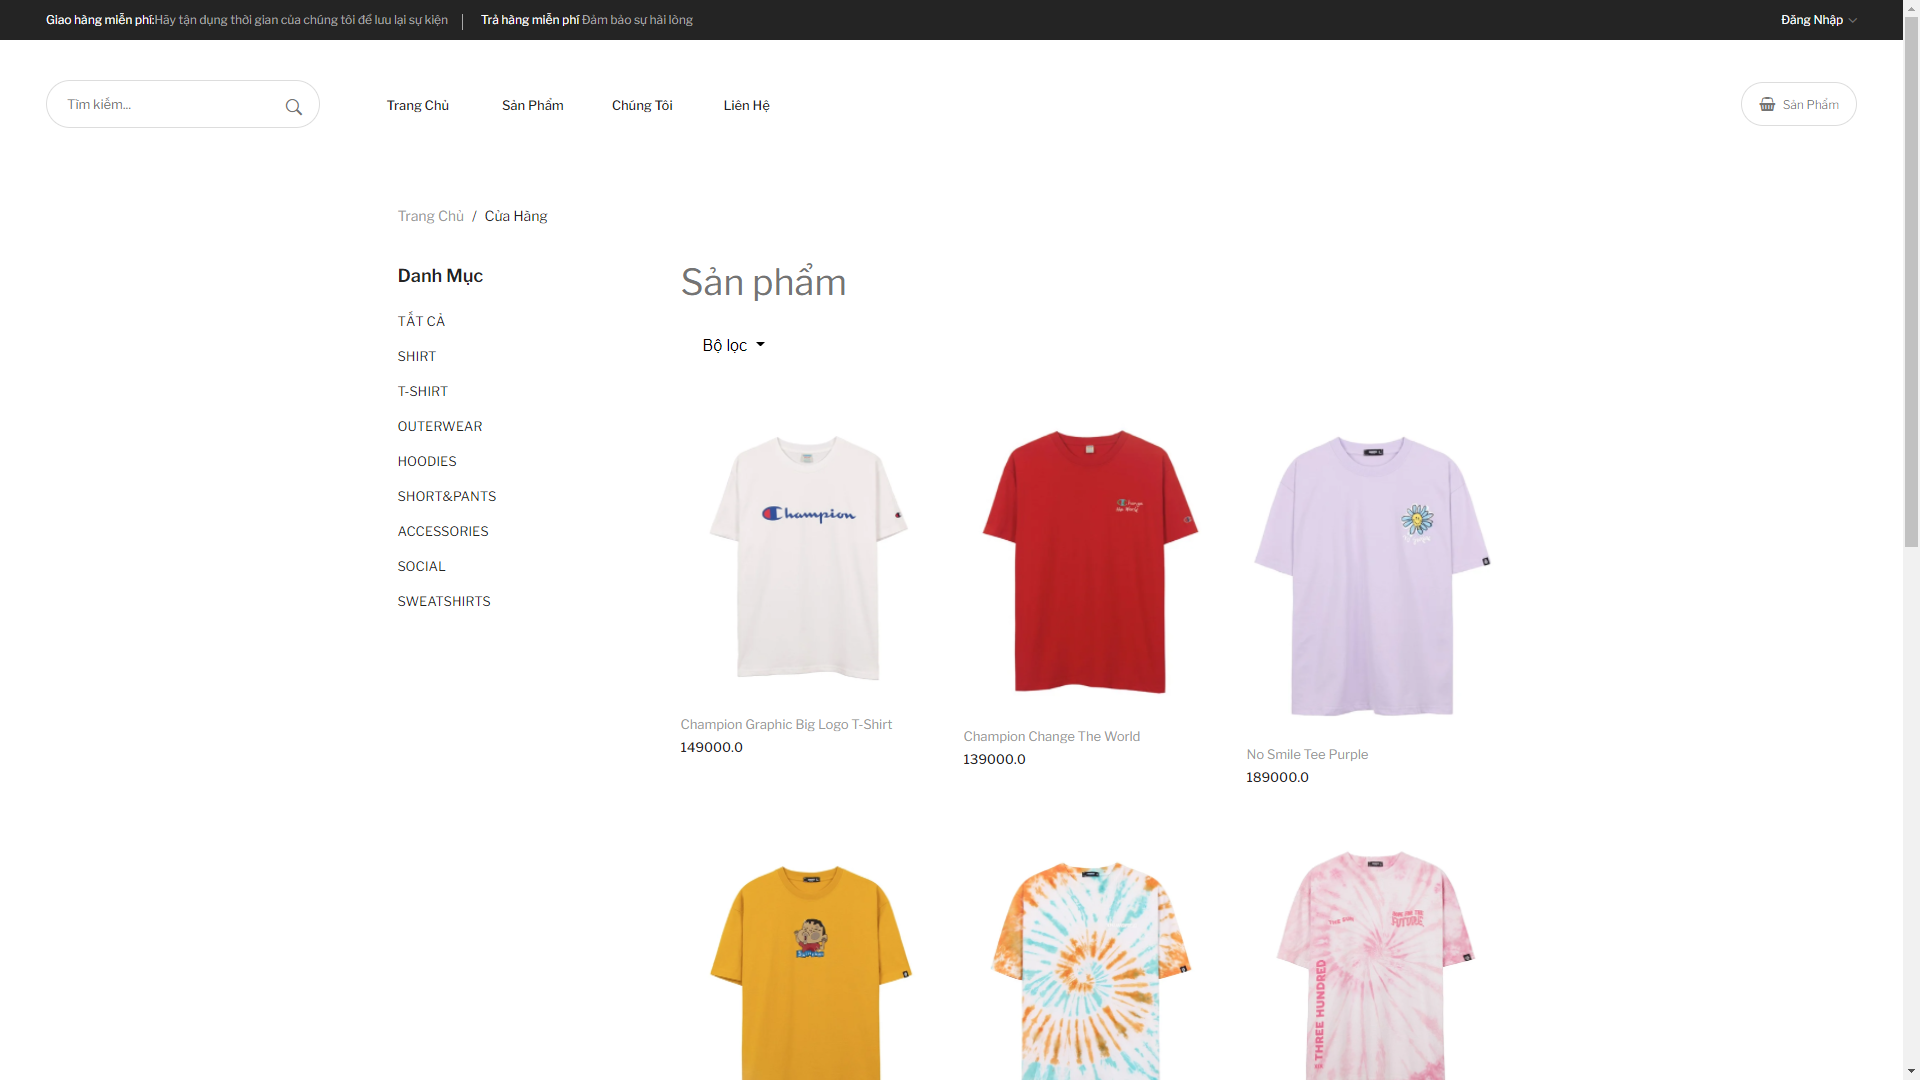 Giao hàng miễn phí:Hãy tận dụng thời gian của chúng tôi để lưu lại sự kiện
Trả hàng miễn phí Đảm bảo sự hài lòng
Đăng Nhập
Tìm kiếm...
Trang Chủ
Sản Phẩm
Chúng Tôi
Liên Hệ
Sản Phẩm
Trang Chủ / Cửa Hàng
Danh Mục
TẤT CẢ
SHIRT
T-SHIRT
OUTERWEAR
HOODIES
SHORT&PANTS
ACCESSORIES
SOCIAL
SWEATSHIRTS
Sản phẩm
Bộ lọc
Champion
Champion Graphic Big Logo T-Shirt
149000.0
Change
the World
Champion Change The World
139000.0
No Smile Tee Purple
189000.0
FUTURE
THREE HUNDRED